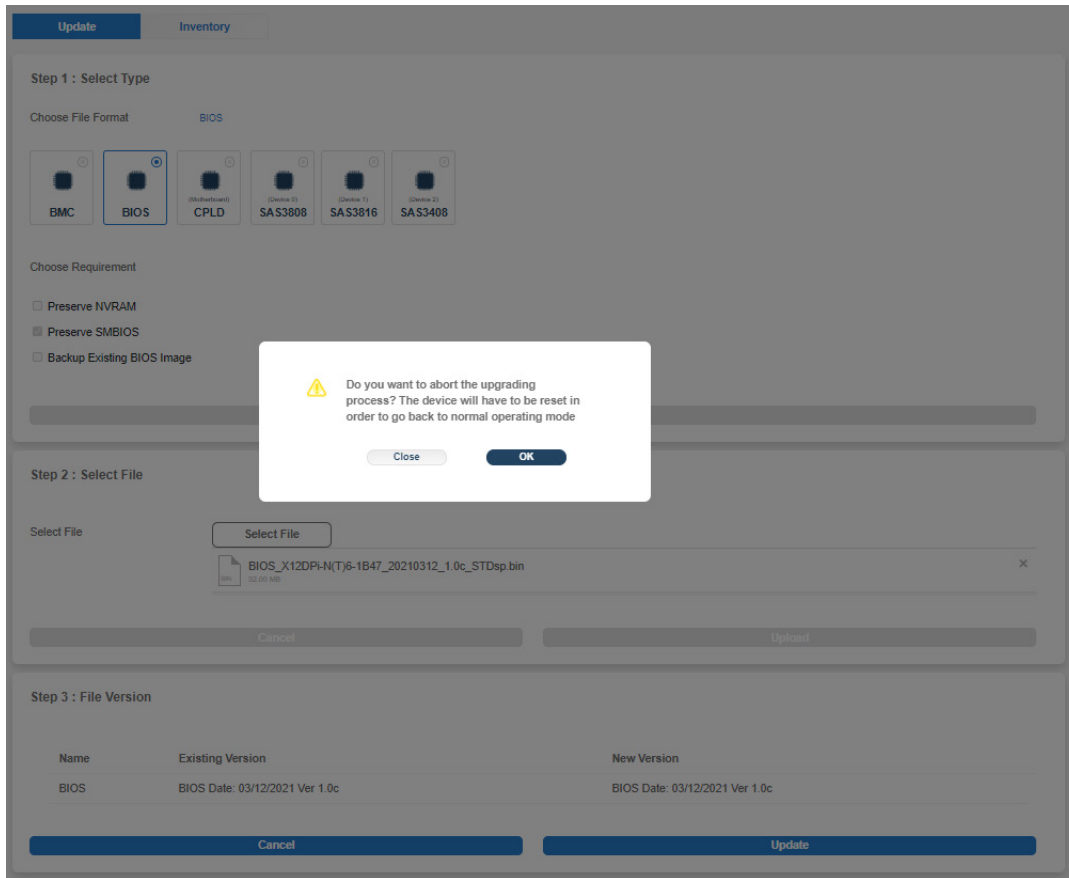 Update Inventory
Step 1 : Select Type
Choose File Format BIOS
(Motherboard) (Device 0) (Device 1) (Device 2)
BMC BIOS CPLD SAS3808 SAS3816 SAS3408
Choose Requirement
Preserve NVRAM
Preserve SMBIOS
Backup Existing BIOS Image
Do you want to abort the upgrading
process? The device will have to be reset in
order to go back to normal operating mode
Close OK
Step 2 : Select File
Select File Select File
BIOS_X12DPi-N(T)6-1B47_20210312_1.0c_STDsp.bin
32.00 MB
Cancel Upload
Step 3 : File Version
Name Existing Version New Version
BIOS BIOS Date: 03/12/2021 Ver 1.0c BIOS Date: 03/12/2021 Ver 1.0c
Cancel Update